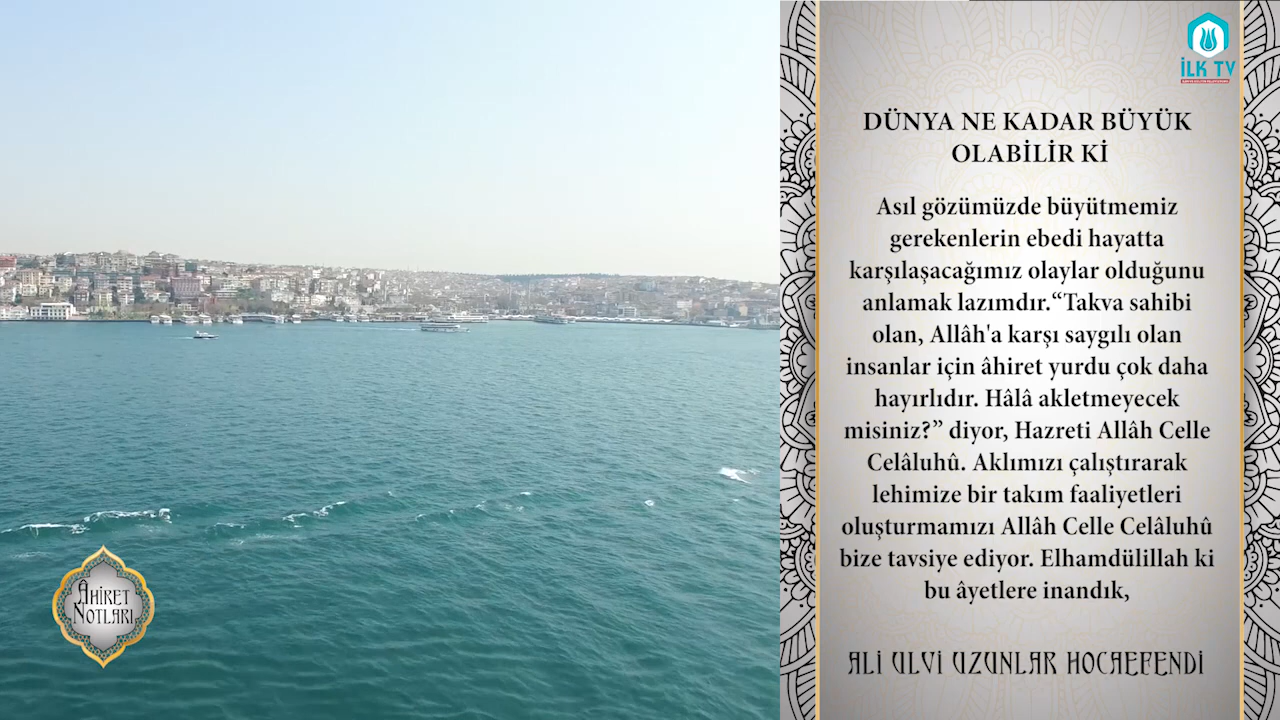 İLK TV
DÜNYA NE KADAR BÜYÜK
OLABİLİR Kİ
Asıl gözümüzde büyütmemiz
gerekenlerin ebedi hayatta
karşılaşacağımız olaylar olduğunu
anlamak lazımdır.“Takva sahibi
olan, Allâh'a karşı saygılı olan
insanlar için âhiret yurdu çok daha
hayırlıdır. Hâlâ akletmeyecek
misiniz?” diyor, Hazreti Allâh Celle
Celâluhû. Aklımızı çalıştırarak
lehimize bir takım faaliyetleri
oluşturmamızı Allâh Celle Celâluhû
bize tavsiye ediyor. Elhamdülillah ki
bu âyetlere inandık,
ALİ ULVİ UZUNLAR HOCAEFENDİ
ÂHİRET
NOTLARI